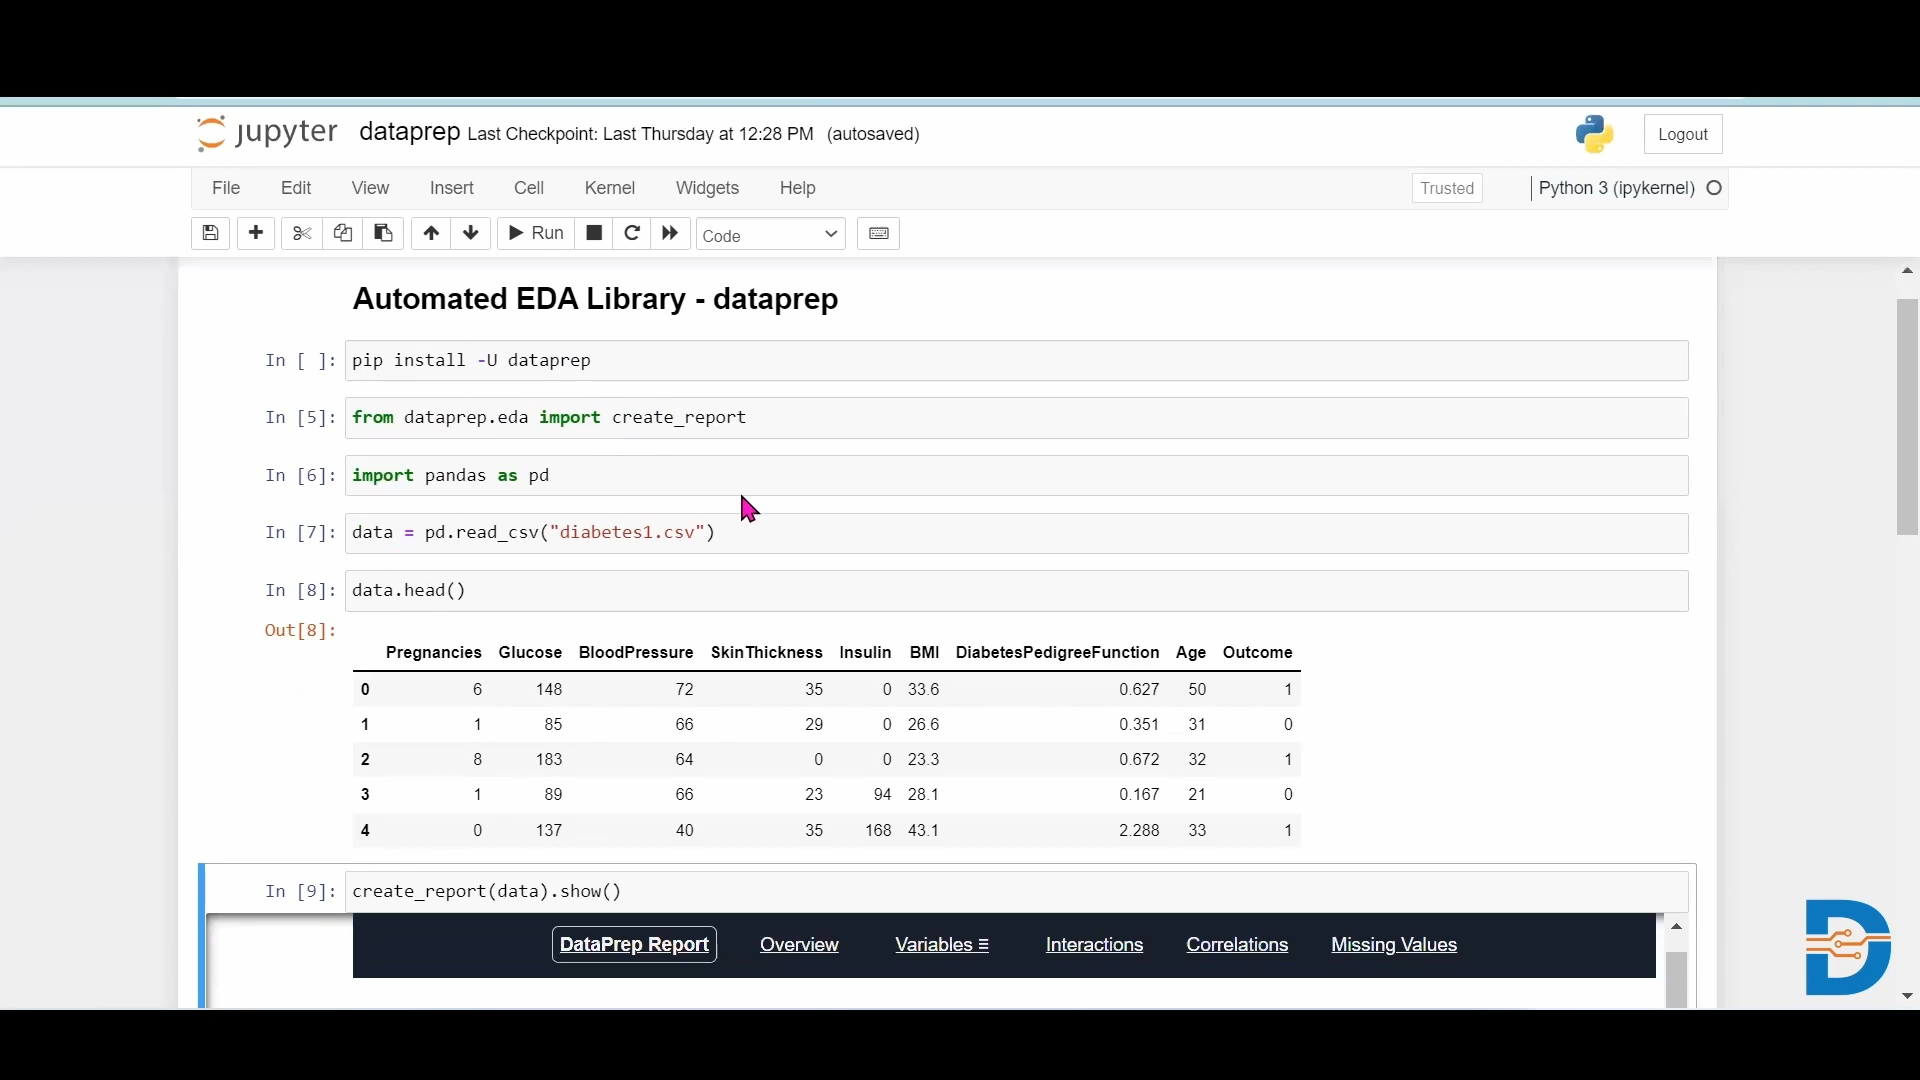 jupyter dataprep Last Checkpoint: Last Thursday at 12:28 PM (autosaved) Logout
File Edit View Insert Cell Kernel Widgets Help Trusted Python 3 (ipykernel)
Run Code
Automated EDA Library - dataprep
In [ ]: pip install -U dataprep
In [5]: from dataprep.eda import create_report
In [6]: import pandas as pd
In [7]: data = pd.read_csv("diabetes1.csv")
In [8]: data.head()
Out[8]:
Pregnancies Glucose BloodPressure SkinThickness Insulin BMI DiabetesPedigreeFunction Age Outcome
0 6 148 72 35 0 33.6 0.627 50 1
1 1 85 66 29 0 26.6 0.351 31 0
2 8 183 64 0 0 23.3 0.672 32 1
3 1 89 66 23 94 28.1 0.167 21 0
4 0 137 40 35 168 43.1 2.288 33 1
In [9]: create_report(data).show()
DataPrep Report Overview Variables ≡ Interactions Correlations Missing Values
D